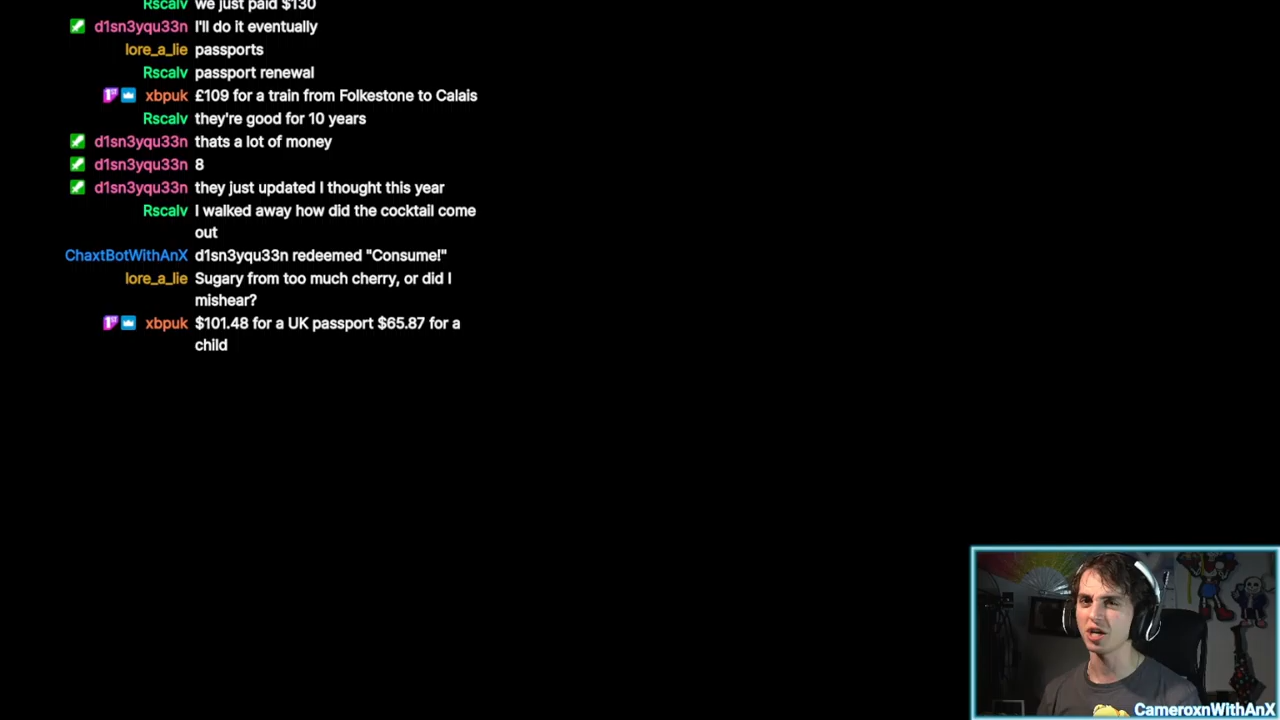 Rscalv we just paid $130
d1sn3yqu33n I'll do it eventually
lore_a_lie passports
Rscalv passport renewal
xbpuk £109 for a train from Folkestone to Calais
Rscalv they're good for 10 years
d1sn3yqu33n thats a lot of money
d1sn3yqu33n 8
d1sn3yqu33n they just updated I thought this year
Rscalv I walked away how did the cocktail come
out
ChaxtBotWithAnX d1sn3yqu33n redeemed "Consume!"
lore_a_lie Sugary from too much cherry, or did I
mishear?
xbpuk $101.48 for a UK passport $65.87 for a
child
CameroxnWithAnX